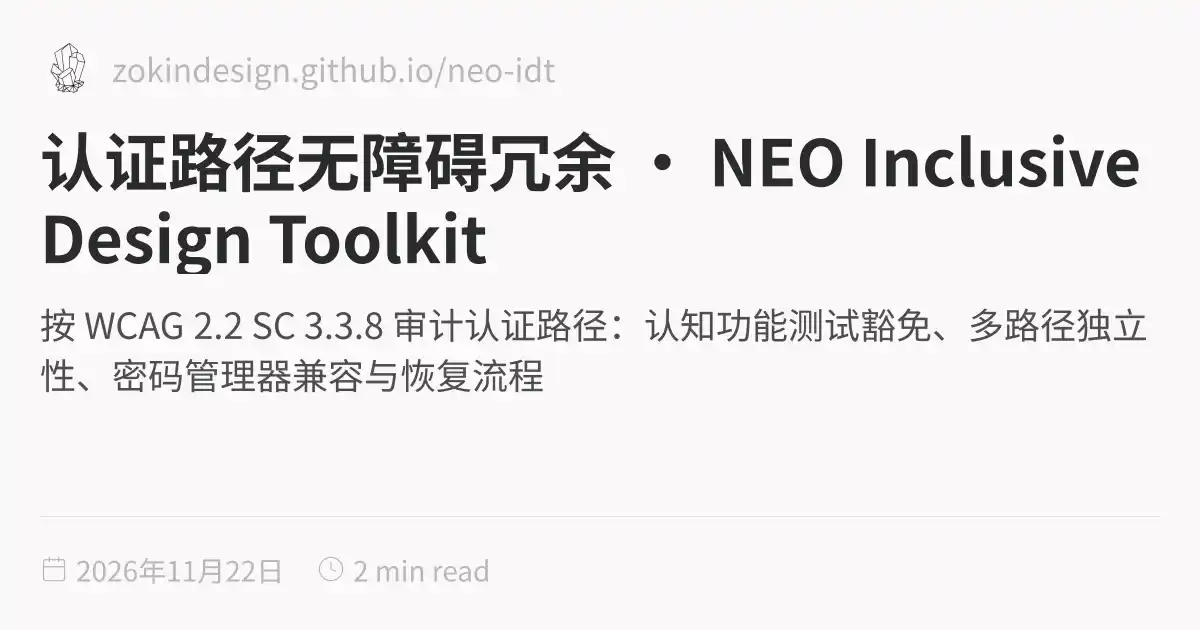 zokindesign.github.io/neo-idt
认证路径无障碍冗余 · NEO Inclusive
Design Toolkit
按 WCAG 2.2 SC 3.3.8 审计认证路径：认知功能测试豁免、多路径独立
性、密码管理器兼容与恢复流程
2026年11月22日
2 min read